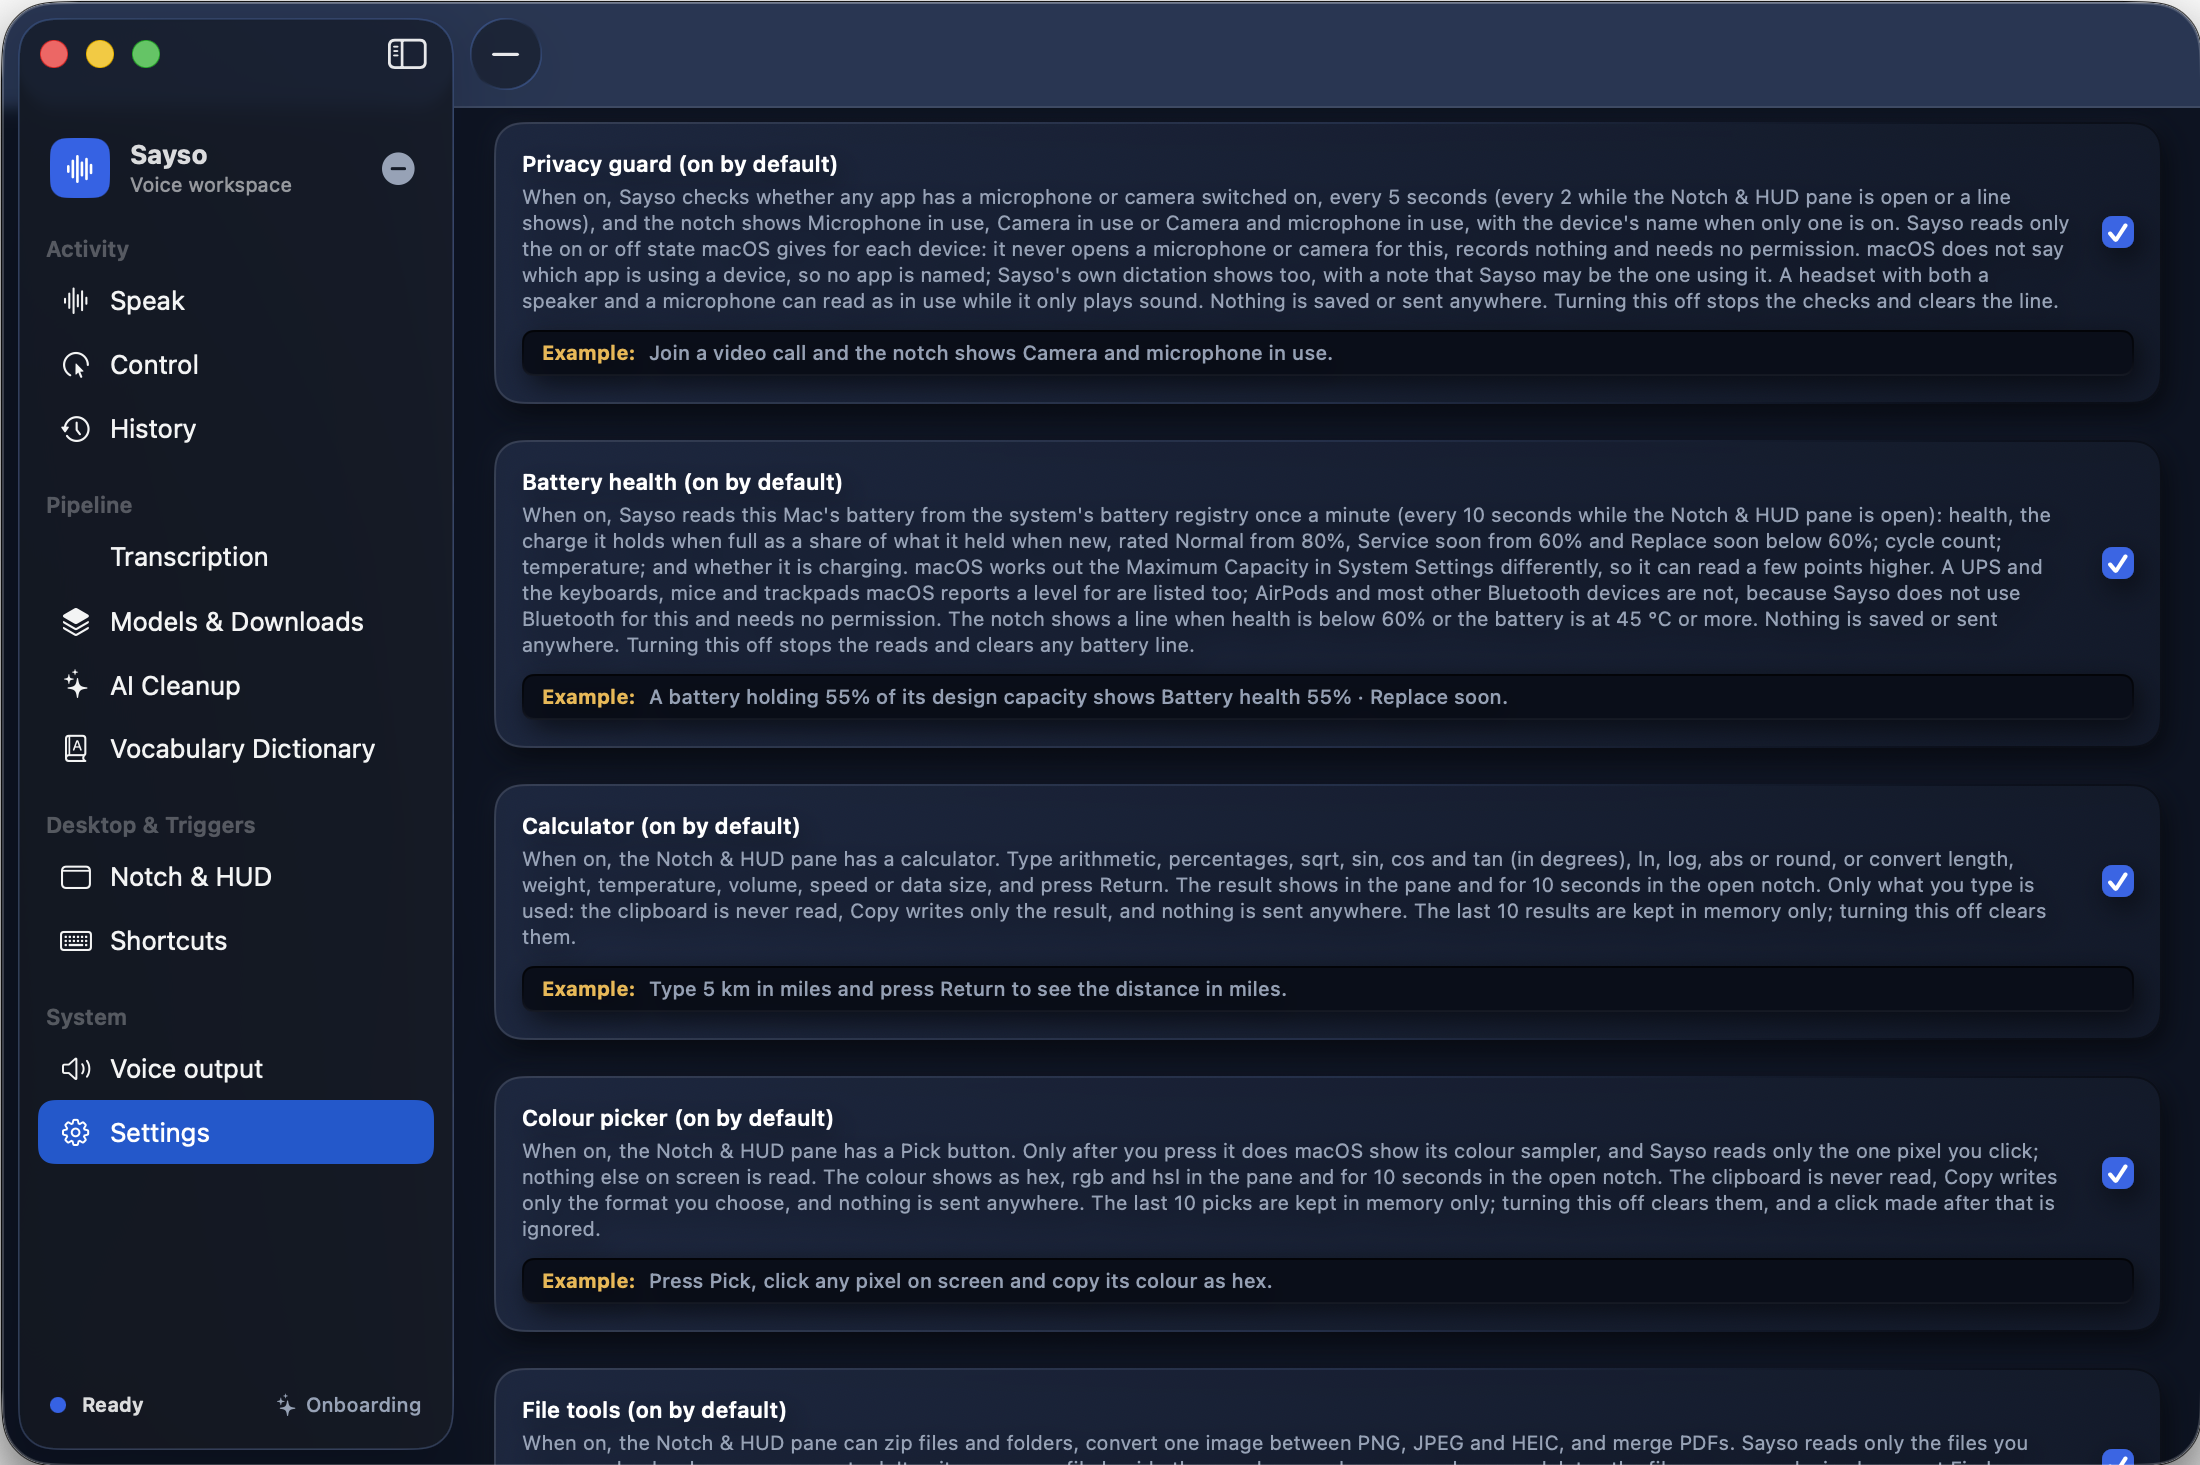 Sayso
Voice workspace
Activity
Speak
Control
History
Pipeline
Transcription
Models & Downloads
AI Cleanup
Vocabulary Dictionary
Desktop & Triggers
Notch & HUD
Shortcuts
System
Voice output
Settings
Ready
Onboarding
Privacy guard (on by default)
When on, Sayso checks whether any app has a microphone or camera switched on, every 5 seconds (every 2 while the Notch & HUD pane is open or a line
shows), and the notch shows Microphone in use, Camera in use or Camera and microphone in use, with the device's name when only one is on. Sayso reads only
the on or off state macOS gives for each device: it never opens a microphone or camera for this, records nothing and needs no permission. macOS does not say
which app is using a device, so no app is named; Sayso's own dictation shows too, with a note that Sayso may be the one using it. A headset with both a
speaker and a microphone can read as in use while it only plays sound. Nothing is saved or sent anywhere. Turning this off stops the checks and clears the line.
Example: Join a video call and the notch shows Camera and microphone in use.
Battery health (on by default)
When on, Sayso reads this Mac's battery from the system's battery registry once a minute (every 10 seconds while the Notch & HUD pane is open): health, the
charge it holds when full as a share of what it held when new, rated Normal from 80%, Service soon from 60% and Replace soon below 60%; cycle count;
temperature; and whether it is charging. macOS works out the Maximum Capacity in System Settings differently, so it can read a few points higher. A UPS and
the keyboards, mice and trackpads macOS reports a level for are listed too; AirPods and most other Bluetooth devices are not, because Sayso does not use
Bluetooth for this and needs no permission. The notch shows a line when health is below 60% or the battery is at 45 °C or more. Nothing is saved or sent
anywhere. Turning this off stops the reads and clears any battery line.
Example: A battery holding 55% of its design capacity shows Battery health 55% · Replace soon.
Calculator (on by default)
When on, the Notch & HUD pane has a calculator. Type arithmetic, percentages, sqrt, sin, cos and tan (in degrees), ln, log, abs or round, or convert length,
weight, temperature, volume, speed or data size, and press Return. The result shows in the pane and for 10 seconds in the open notch. Only what you type is
used: the clipboard is never read, Copy writes only the result, and nothing is sent anywhere. The last 10 results are kept in memory only; turning this off clears
them.
Example: Type 5 km in miles and press Return to see the distance in miles.
Colour picker (on by default)
When on, the Notch & HUD pane has a Pick button. Only after you press it does macOS show its colour sampler, and Sayso reads only the one pixel you click;
nothing else on screen is read. The colour shows as hex, rgb and hsl in the pane and for 10 seconds in the open notch. The clipboard is never read, Copy writes
only the format you choose, and nothing is sent anywhere. The last 10 picks are kept in memory only; turning this off clears them, and a click made after that is
ignored.
Example: Press Pick, click any pixel on screen and copy its colour as hex.
File tools (on by default)
When on, the Notch & HUD pane can zip files and folders, convert one image between PNG, JPEG and HEIC, and merge PDFs. Sayso reads only the files you